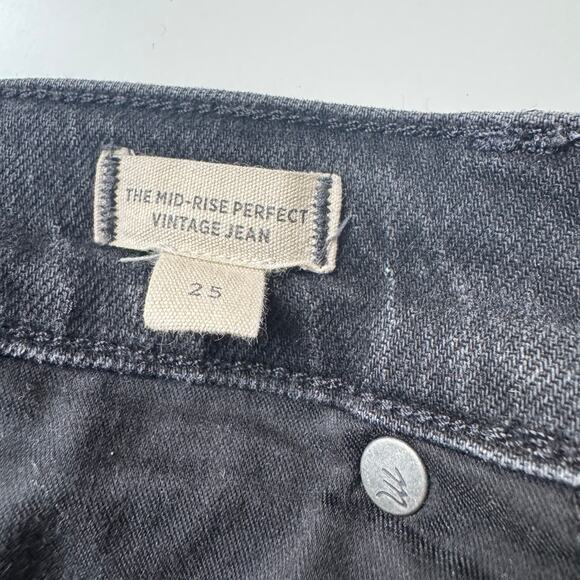 THE MID-RISE PERFECT
VINTAGE JEAN
25
m